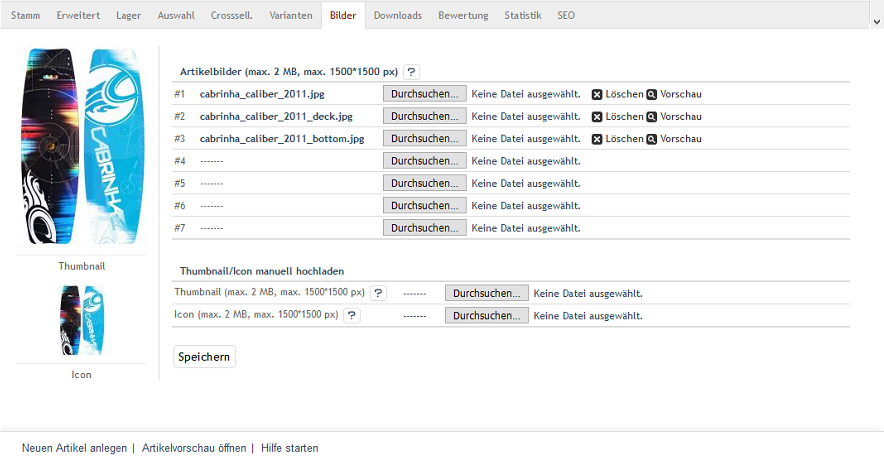 Stamm Erweitert Lager Auswahl Crosssell. Varianten Bilder Downloads Bewertung Statistik SEO
CABRINHA
Thumbnail
CABRINHA
Icon
Artikelbilder (max. 2 MB, max. 1500*1500 px) ?
#1 cabrinha_caliber_2011.jpg Durchsuchen... Keine Datei ausgewählt. Löschen Vorschau
#2 cabrinha_caliber_2011_deck.jpg Durchsuchen... Keine Datei ausgewählt. Löschen Vorschau
#3 cabrinha_caliber_2011_bottom.jpg Durchsuchen... Keine Datei ausgewählt. Löschen Vorschau
#4 ------- Durchsuchen... Keine Datei ausgewählt.
#5 ------- Durchsuchen... Keine Datei ausgewählt.
#6 ------- Durchsuchen... Keine Datei ausgewählt.
#7 ------- Durchsuchen... Keine Datei ausgewählt.
Thumbnail/Icon manuell hochladen
Thumbnail (max. 2 MB, max. 1500*1500 px) ? ------- Durchsuchen... Keine Datei ausgewählt.
Icon (max. 2 MB, max. 1500*1500 px) ? ------- Durchsuchen... Keine Datei ausgewählt.
Speichern
Neuen Artikel anlegen | Artikelvorschau öffnen | Hilfe starten